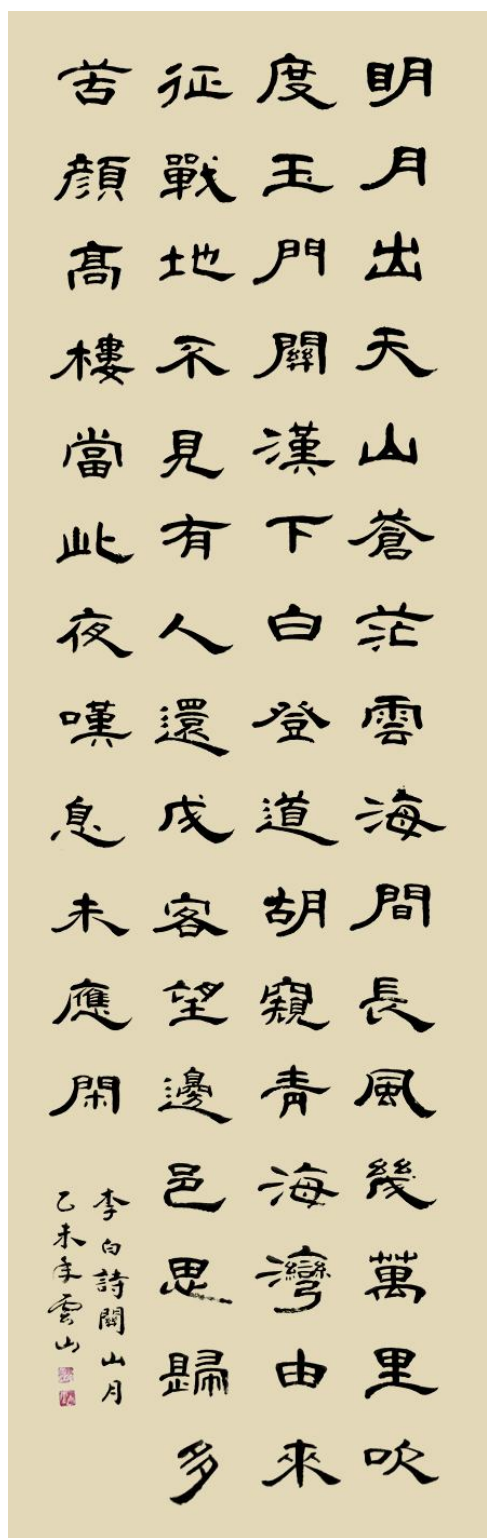 明月出天山蒼茫雲海間長風幾萬里吹
度玉門關漢下白登道胡窺青海灣由來
征戰地不見有人還戍客望邊邑思歸多
苦顏髙樓當此夜嘆息未應閑
李白詩關山月
乙未年雲山